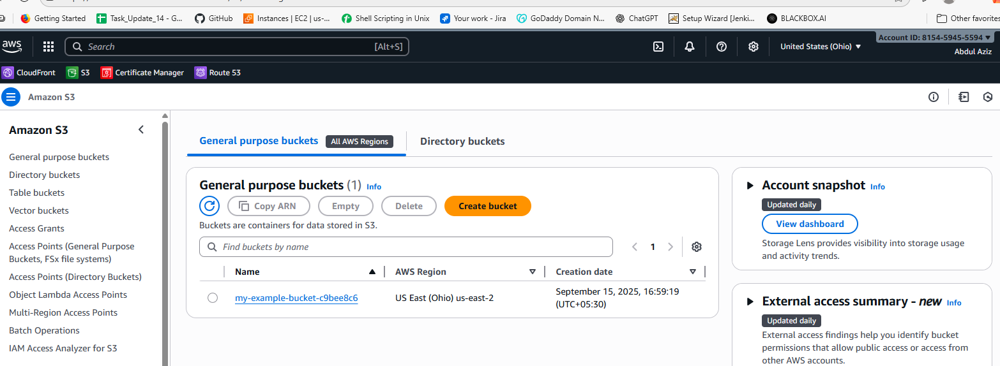 Getting Started
Task_Update_14 - G...
GitHub
Instances | EC2 | us-...
Shell Scripting in Unix
Your work - Jira
GoDaddy Domain N...
ChatGPT
Setup Wizard [Jenki...
BLACKBOX.AI
Other favorites
aws
Search
[Alt+S]
United States (Ohio)
Account ID: 8154-5945-5594
Abdul Aziz
CloudFront
S3
Certificate Manager
Route 53
Amazon S3
Amazon S3
General purpose buckets
Directory buckets
Table buckets
Vector buckets
Access Grants
Access Points (General Purpose
Buckets, FSx file systems)
Access Points (Directory Buckets)
Object Lambda Access Points
Multi-Region Access Points
Batch Operations
IAM Access Analyzer for S3
General purpose buckets
All AWS Regions
Directory buckets
General purpose buckets (1) Info
Copy ARN
Empty
Delete
Create bucket
Buckets are containers for data stored in S3.
Find buckets by name
1
Name
AWS Region
Creation date
my-example-bucket-c9bee8c6
US East (Ohio) us-east-2
September 15, 2025, 16:59:19
(UTC+05:30)
Account snapshot Info
Updated daily
View dashboard
Storage Lens provides visibility into storage usage
and activity trends.
External access summary - new Info
Updated daily
External access findings help you identify bucket
permissions that allow public access or access from
other AWS accounts.